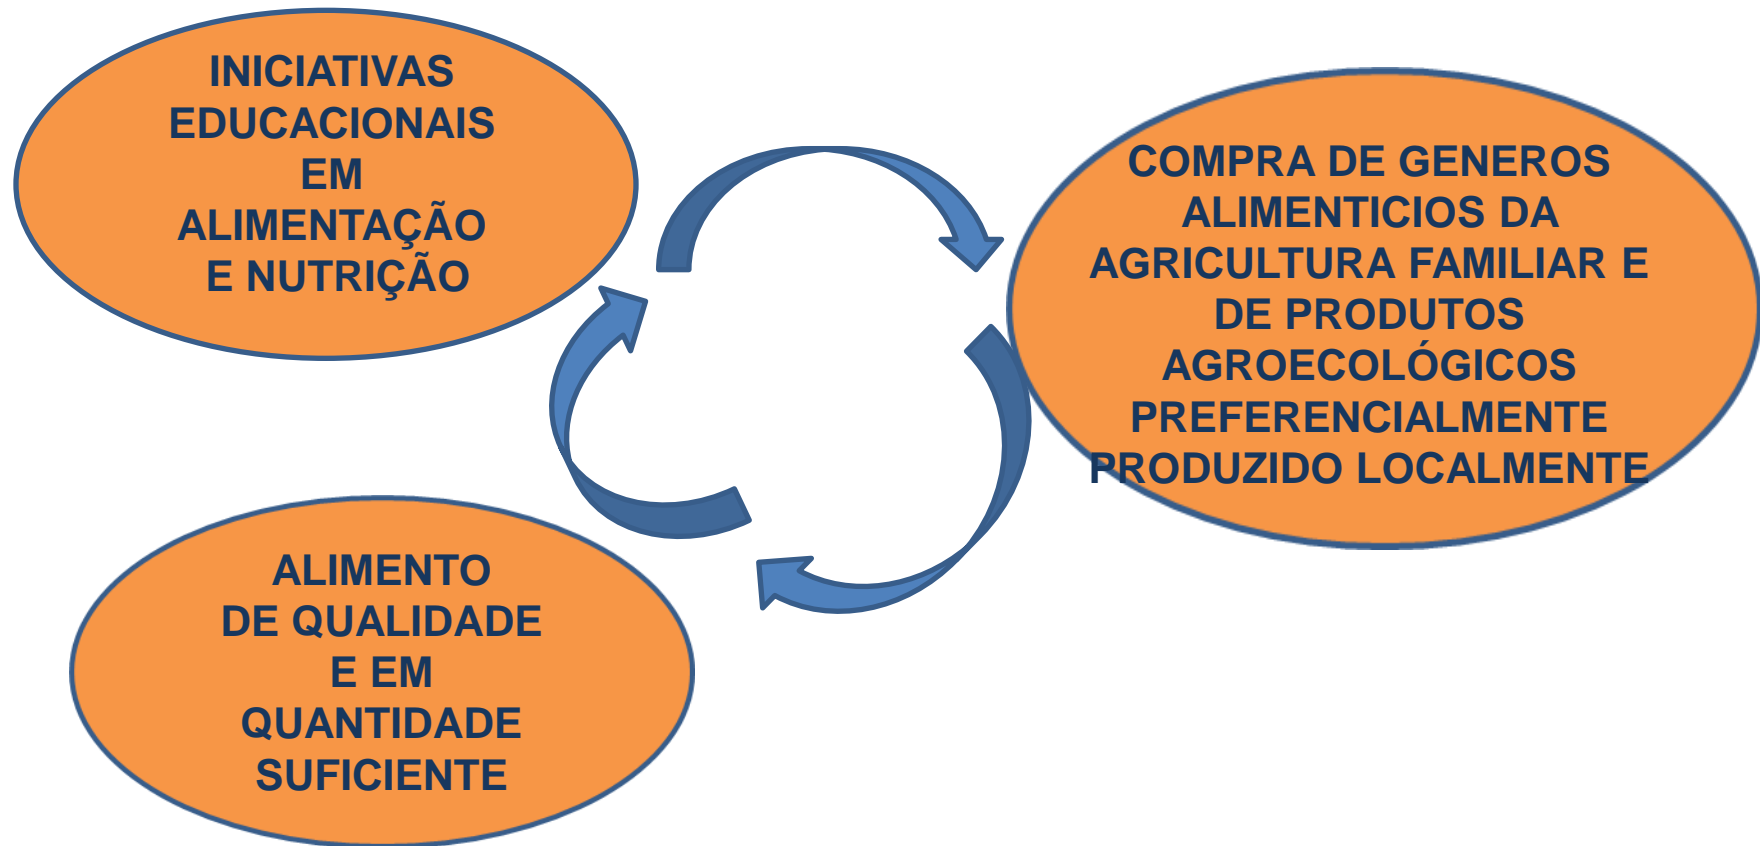 INICIATIVAS
EDUCACIONAIS
EM
ALIMENTAÇÃO
E NUTRIÇÃO
COMPRA DE GENEROS
ALIMENTICIOS DA
AGRICULTURA FAMILIAR E
DE PRODUTOS
AGROECOLÓGICOS
PREFERENCIALMENTE
PRODUZIDO LOCALMENTE
ALIMENTO
DE QUALIDADE
E EM
QUANTIDADE
SUFICIENTE